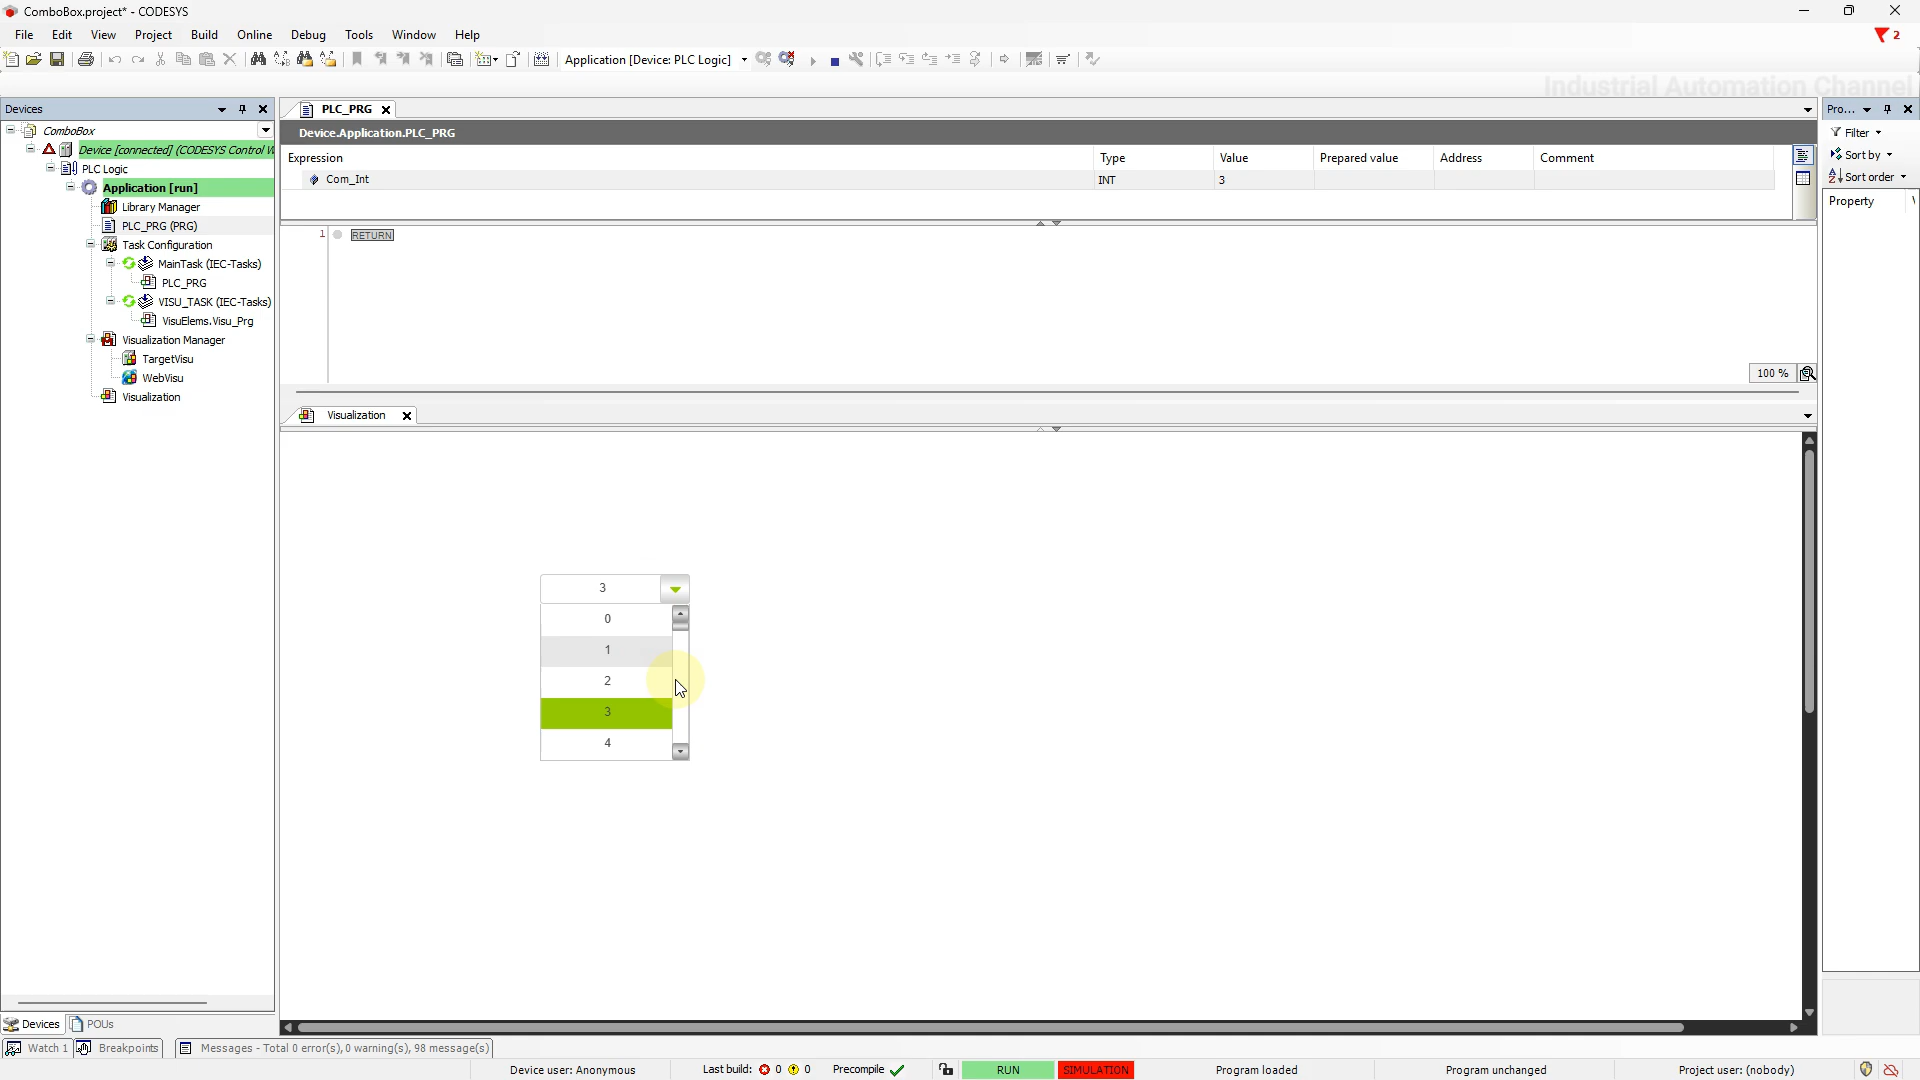 ComboBox.project* - CODESYS
File Edit View Project Build Online Debug Tools Window Help
2
Application [Device: PLC Logic]
Industrial Automation Channel
Devices
PLC_PRG
Pro...
ComboBox
Device.Application.PLC_PRG
Filter
Device [connected] (CODESYS Control W
Expression Type Value Prepared value Address Comment
Sort by
PLC Logic
Com_Int INT 3
Sort order
Application [run]
Property
Library Manager
PLC_PRG (PRG)
1 RETURN
Task Configuration
MainTask (IEC-Tasks)
PLC_PRG
VISU_TASK (IEC-Tasks)
VisuElems.Visu_Prg
Visualization Manager
TargetVisu
100 %
WebVisu
Visualization
Visualization
3
0
1
2
3
4
Devices POUs
Watch 1 Breakpoints Messages - Total 0 error(s), 0 warning(s), 98 message(s)
Device user: Anonymous Last build: 0 0 Precompile RUN SIMULATION Program loaded Program unchanged Project user: (nobody)